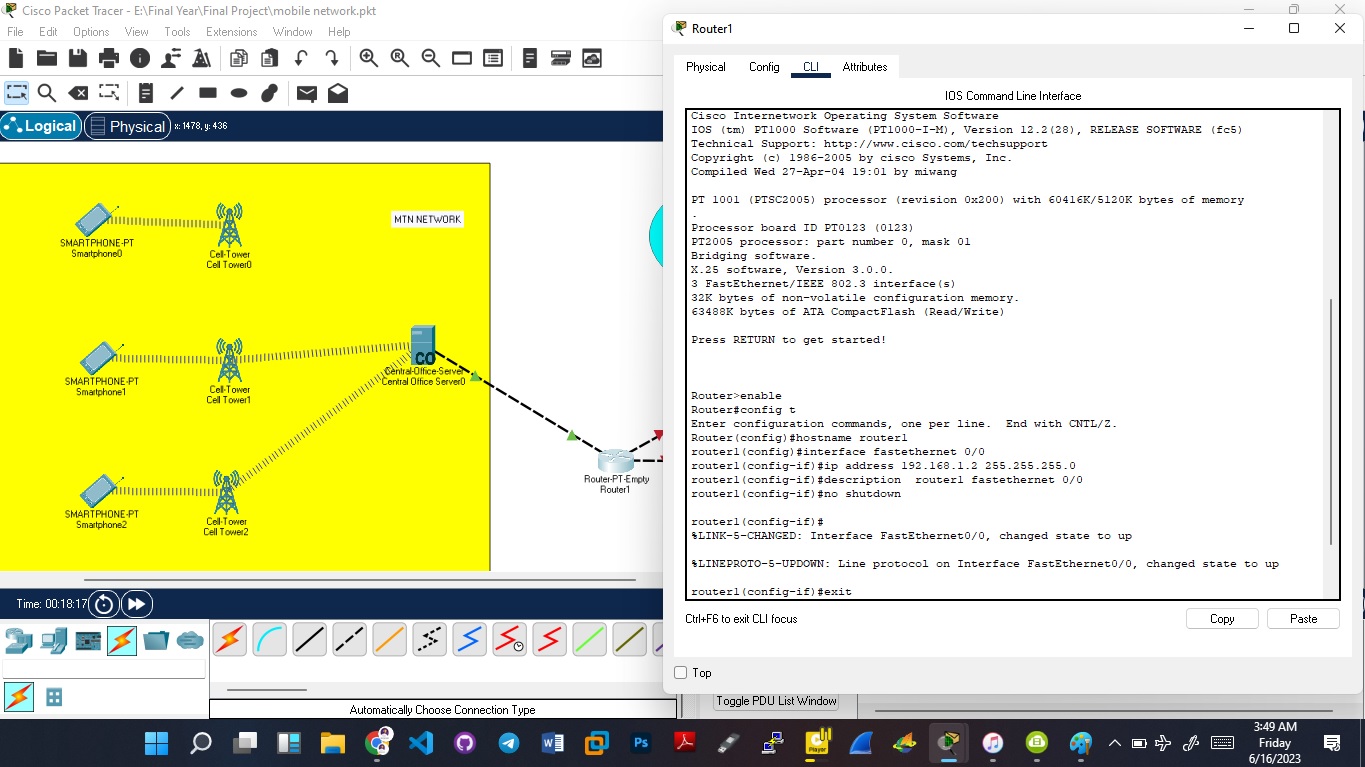 Cisco Packet Tracer - E:\Final Year\Final Project\mobile network.pkt
File Edit Options View Tools Extensions Window Help
Logical
Physical
x: 1478, y: 436
MTN NETWORK
SMARTPHONE-PT
Smartphone0
Cell-Tower
Cell Tower0
SMARTPHONE-PT
Smartphone1
Cell-Tower
Cell Tower1
CO
Central-Office-Server
Central Office Server0
SMARTPHONE-PT
Smartphone2
Cell-Tower
Cell Tower2
Router-PT-Empty
Router1
Time: 00:18:17
Automatically Choose Connection Type
Router1
Physical Config CLI Attributes
IOS Command Line Interface
Cisco Internetwork Operating System Software
IOS (tm) PT1000 Software (PT1000-I-M), Version 12.2(28), RELEASE SOFTWARE (fc5)
Technical Support: http://www.cisco.com/techsupport
Copyright (c) 1986-2005 by cisco Systems, Inc.
Compiled Wed 27-Apr-04 19:01 by miwang
PT 1001 (PTSC2005) processor (revision 0x200) with 60416K/5120K bytes of memory
.
Processor board ID PT0123 (0123)
PT2005 processor: part number 0, mask 01
Bridging software.
X.25 software, Version 3.0.0.
3 FastEthernet/IEEE 802.3 interface(s)
32K bytes of non-volatile configuration memory.
63488K bytes of ATA CompactFlash (Read/Write)
Press RETURN to get started!
Router>enable
Router#config t
Enter configuration commands, one per line.  End with CNTL/Z.
Router(config)#hostname router1
router1(config)#interface fastethernet 0/0
router1(config-if)#ip address 192.168.1.2 255.255.255.0
router1(config-if)#description  router1 fastethernet 0/0
router1(config-if)#no shutdown
router1(config-if)#
%LINK-5-CHANGED: Interface FastEthernet0/0, changed state to up
%LINEPROTO-5-UPDOWN: Line protocol on Interface FastEthernet0/0, changed state to up
router1(config-if)#exit
Ctrl+F6 to exit CLI focus
Copy
Paste
Top
Toggle PDU List Window
Ps
Player
3:49 AM
Friday
6/16/2023